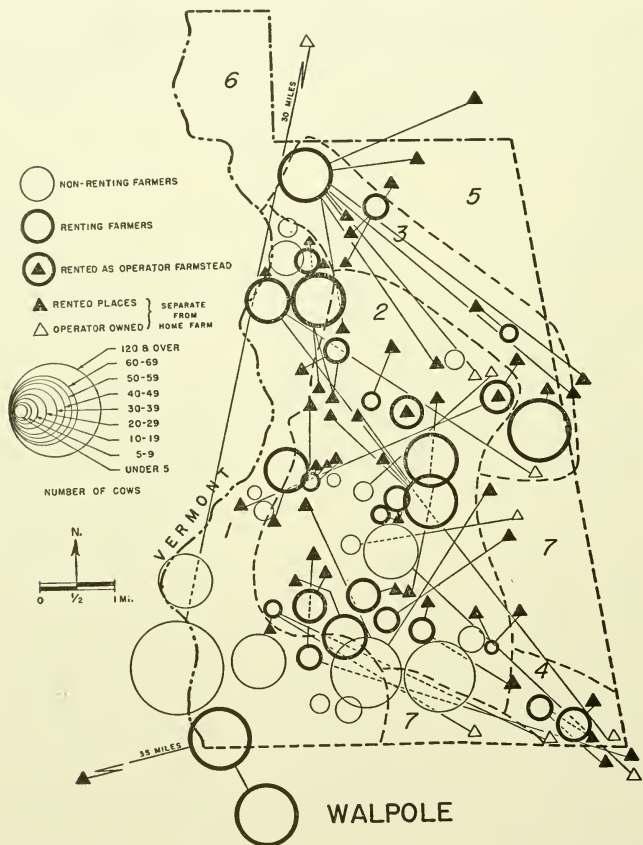 6
30 MILES
5
3
2
NON-RENTING FARMERS
RENTING FARMERS
RENTED AS OPERATOR FARMSTEAD
RENTED PLACES
OPERATOR OWNED
SEPARATE
FROM
HOME FARM
120 & OVER
60-69
50-59
40-49
30-39
20-29
10-19
5-9
UNDER 5
NUMBER OF COWS
VERMONT
N.
0 1/2 1 Mi.
7
4
7
35 MILES
WALPOLE